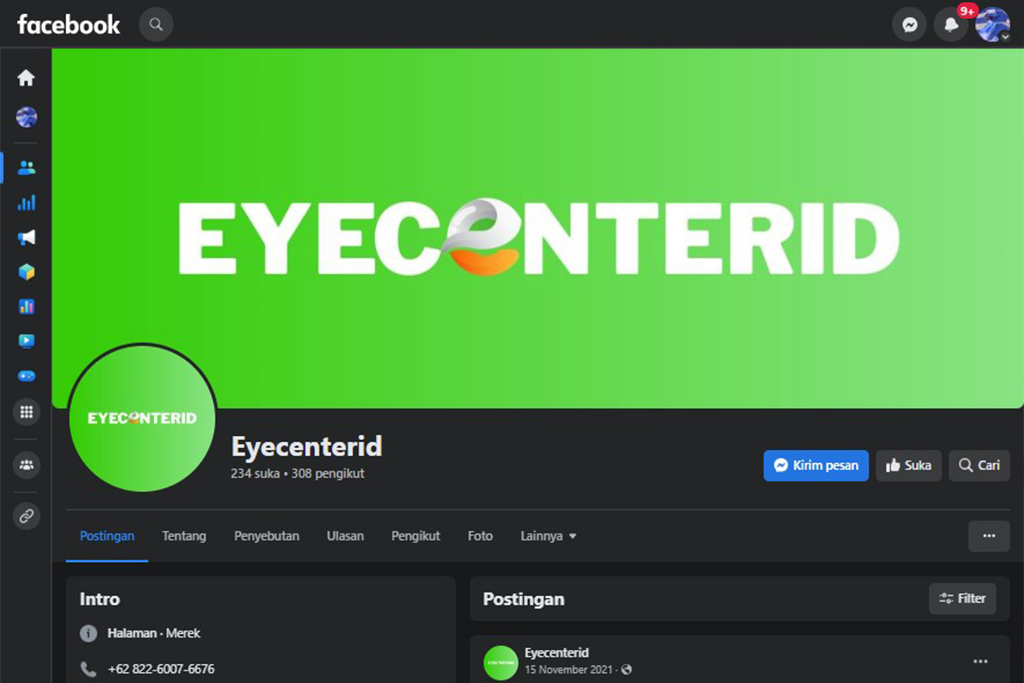 facebook
9+
EYECENTERID
EYECENTERID
Eyecenterid
234 suka • 308 pengikut
Kirim pesan
Suka
Cari
Postingan
Tentang
Penyebutan
Ulasan
Pengikut
Foto
Lainnya
Intro
Halaman · Merek
+62 822-6007-6676
Postingan
Filter
Eyecenterid
15 November 2021 ·